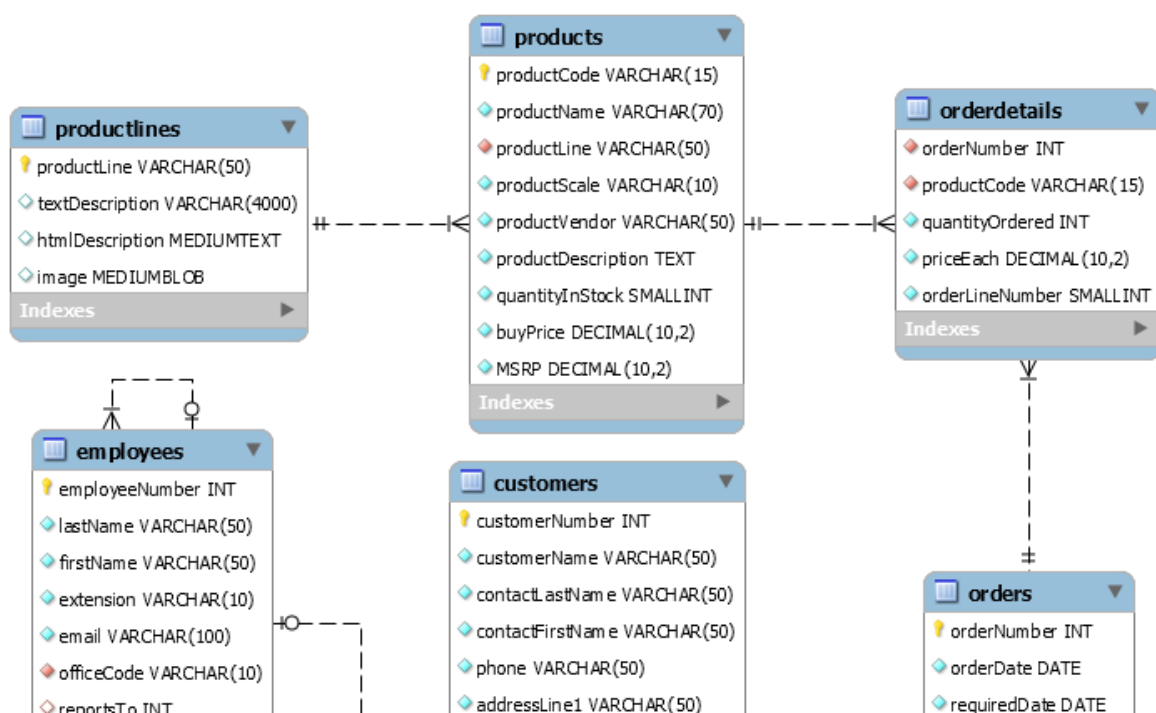 productlines
productLine VARCHAR(50)
textDescription VARCHAR(4000)
htmlDescription MEDIUMTEXT
image MEDIUMBLOB
Indexes
products
productCode VARCHAR(15)
productName VARCHAR(70)
productLine VARCHAR(50)
productScale VARCHAR(10)
productVendor VARCHAR(50)
productDescription TEXT
quantityInStock SMALLINT
buyPrice DECIMAL(10,2)
MSRP DECIMAL(10,2)
Indexes
orderdetails
orderNumber INT
productCode VARCHAR(15)
quantityOrdered INT
priceEach DECIMAL(10,2)
orderLineNumber SMALLINT
Indexes
employees
employeeNumber INT
lastName VARCHAR(50)
firstName VARCHAR(50)
extension VARCHAR(10)
email VARCHAR(100)
officeCode VARCHAR(10)
reportsTo INT
customers
customerNumber INT
customerName VARCHAR(50)
contactLastName VARCHAR(50)
contactFirstName VARCHAR(50)
phone VARCHAR(50)
addressLine1 VARCHAR(50)
orders
orderNumber INT
orderDate DATE
requiredDate DATE